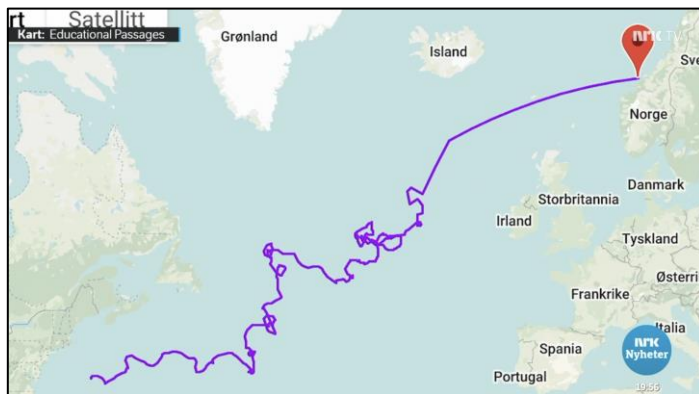 rt Satellitt
Kart: Educational Passages
Grønland
Island
nrk TV
Sve
Norge
Danmark
Storbritannia
Irland
Tyskland
Østerri
Frankrike
Italia
nrk
Nyheter
Spania
Portugal
19:56